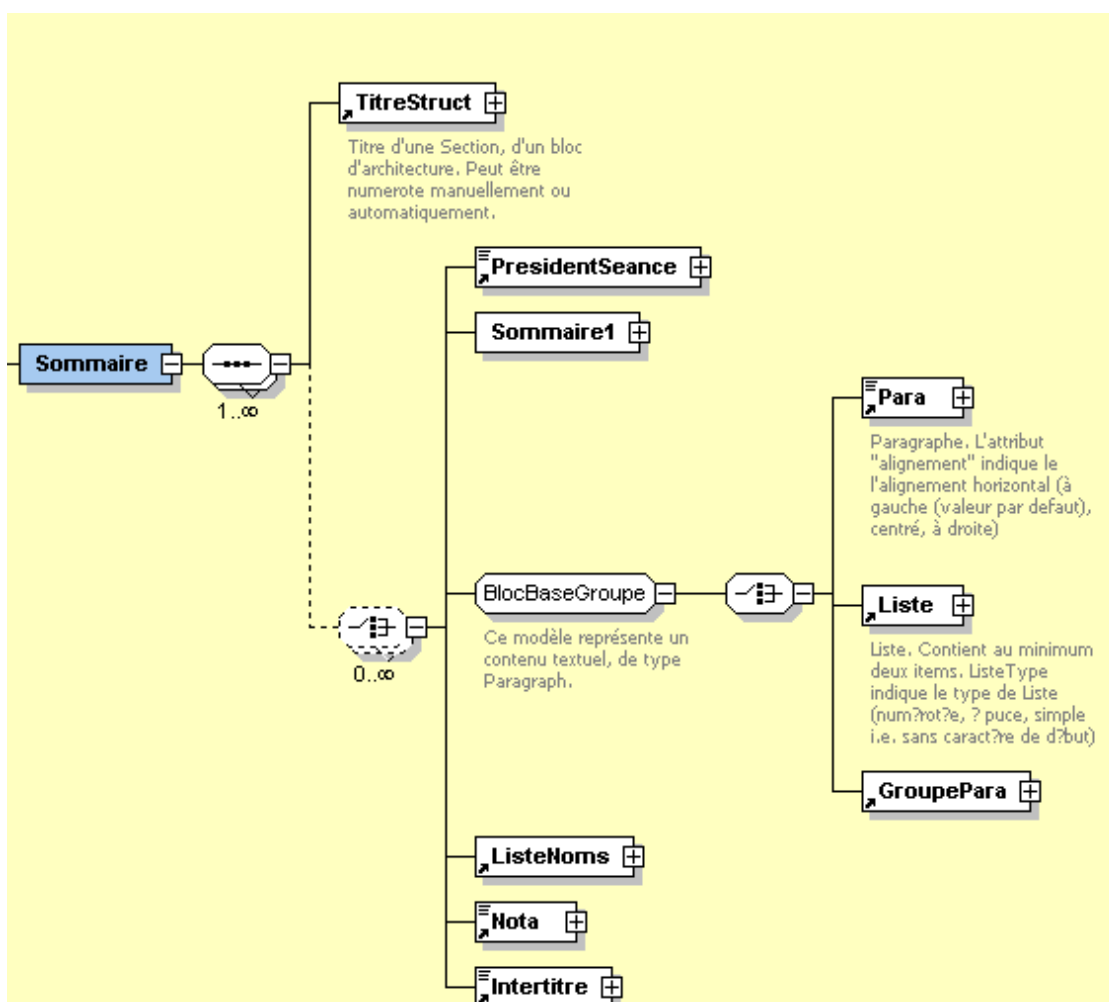 TitreStruct
Titre d'une Section, d'un bloc
d'architecture. Peut être
numerote manuellement ou
automatiquement.
PresidentSeance
Sommaire1
Sommaire
1..∞
Para
Paragraphe. L'attribut
"alignement" indique le
l'alignement horizontal (à
gauche (valeur par defaut),
centré, à droite)
BlocBaseGroupe
Ce modèle représente un
contenu textuel, de type
Paragraph.
0..∞
Liste
Liste. Contient au minimum
deux items. ListeType
indique le type de Liste
(num?rot?e, ? puce, simple
i.e. sans caract?re de d?but)
GroupePara
ListeNoms
Nota
Intertitre